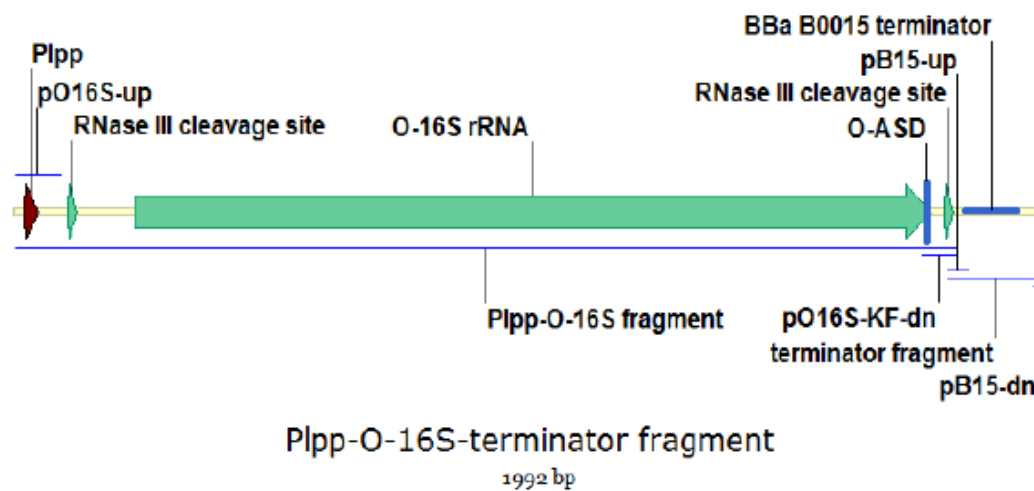 BBa B0015 terminator
Plpp
pB15-up
pO16S-up
RNase III cleavage site
RNase III cleavage site
O-16S rRNA
O-ASD
Plpp-O-16S fragment
pO16S-KF-dn
terminator fragment
pB15-dn
Plpp-O-16S-terminator fragment
1992 bp